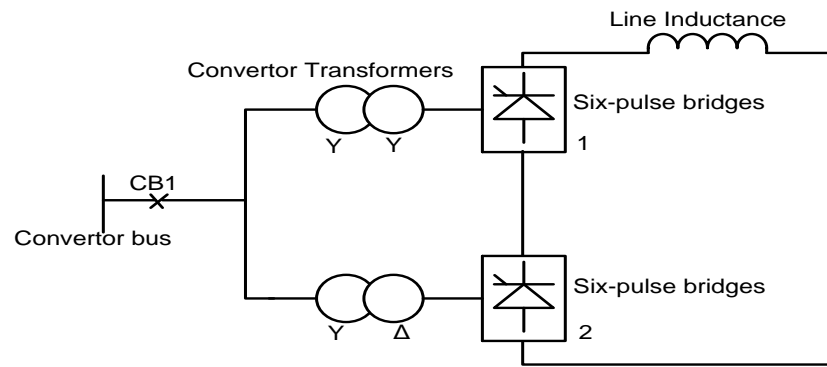 Line Inductance
Convertor Transformers
Six-pulse bridges
1
Y Y
CB1
Convertor bus
Six-pulse bridges
2
Y Δ